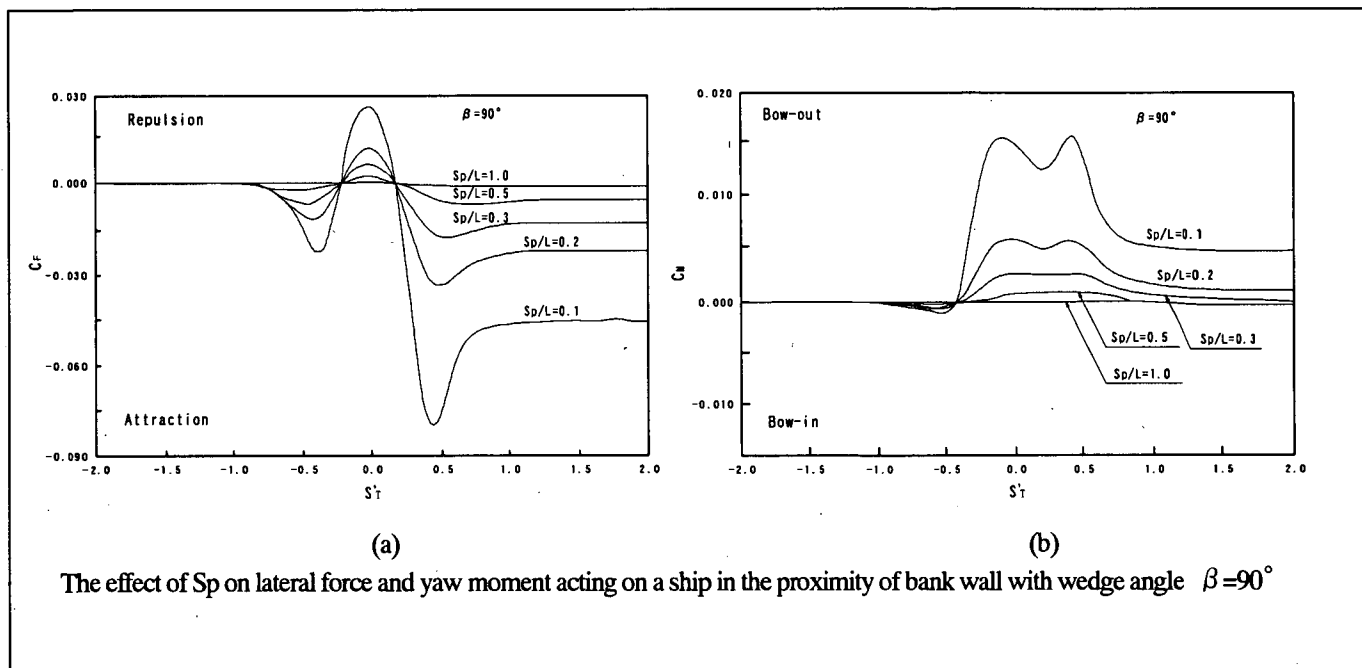 0.030
Repulsion
β=90°
0.000
Sp/L=1.0
Sp/L=0.5
Sp/L=0.3
Sp/L=0.2
-0.030
CF
Sp/L=0.1
-0.060
Attraction
-0.090
-2.0 -1.5 -1.0 -0.5 0.0 0.5 1.0 1.5 2.0
S'T
(a)
0.020
Bow-out
β=90°
0.010
Sp/L=0.1
Sp/L=0.2
CM
0.000
Sp/L=0.5
Sp/L=0.3
Sp/L=1.0
-0.010
Bow-in
-2.0 -1.5 -1.0 -0.5 0.0 0.5 1.0 1.5 2.0
S'T
(b)
The effect of Sp on lateral force and yaw moment acting on a ship in the proximity of bank wall with wedge angle β=90°